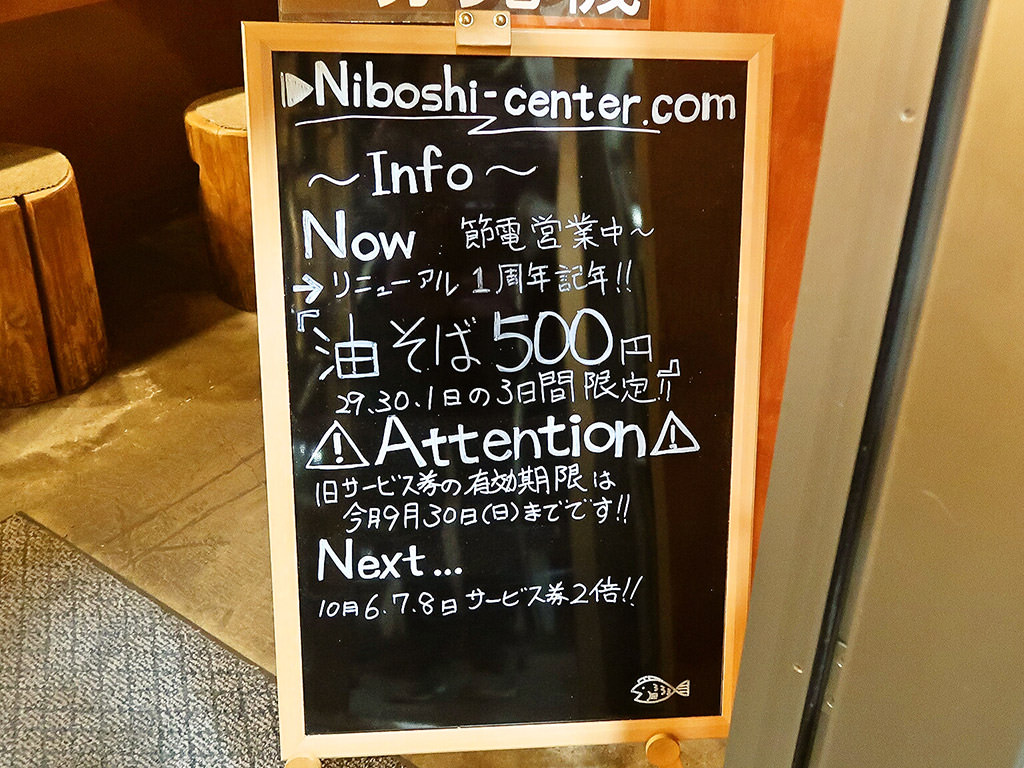 Niboshi-center.com
～Info～
Now 節電営業中～
→リニューアル1周年記年!!
『油そば500円
29.30.1日の3日間限定!!』
⚠Attention⚠
旧サービス券の有効期限は
今月9月30日(日)までです!!
Next...
10月6.7.8日サービス券2倍!!